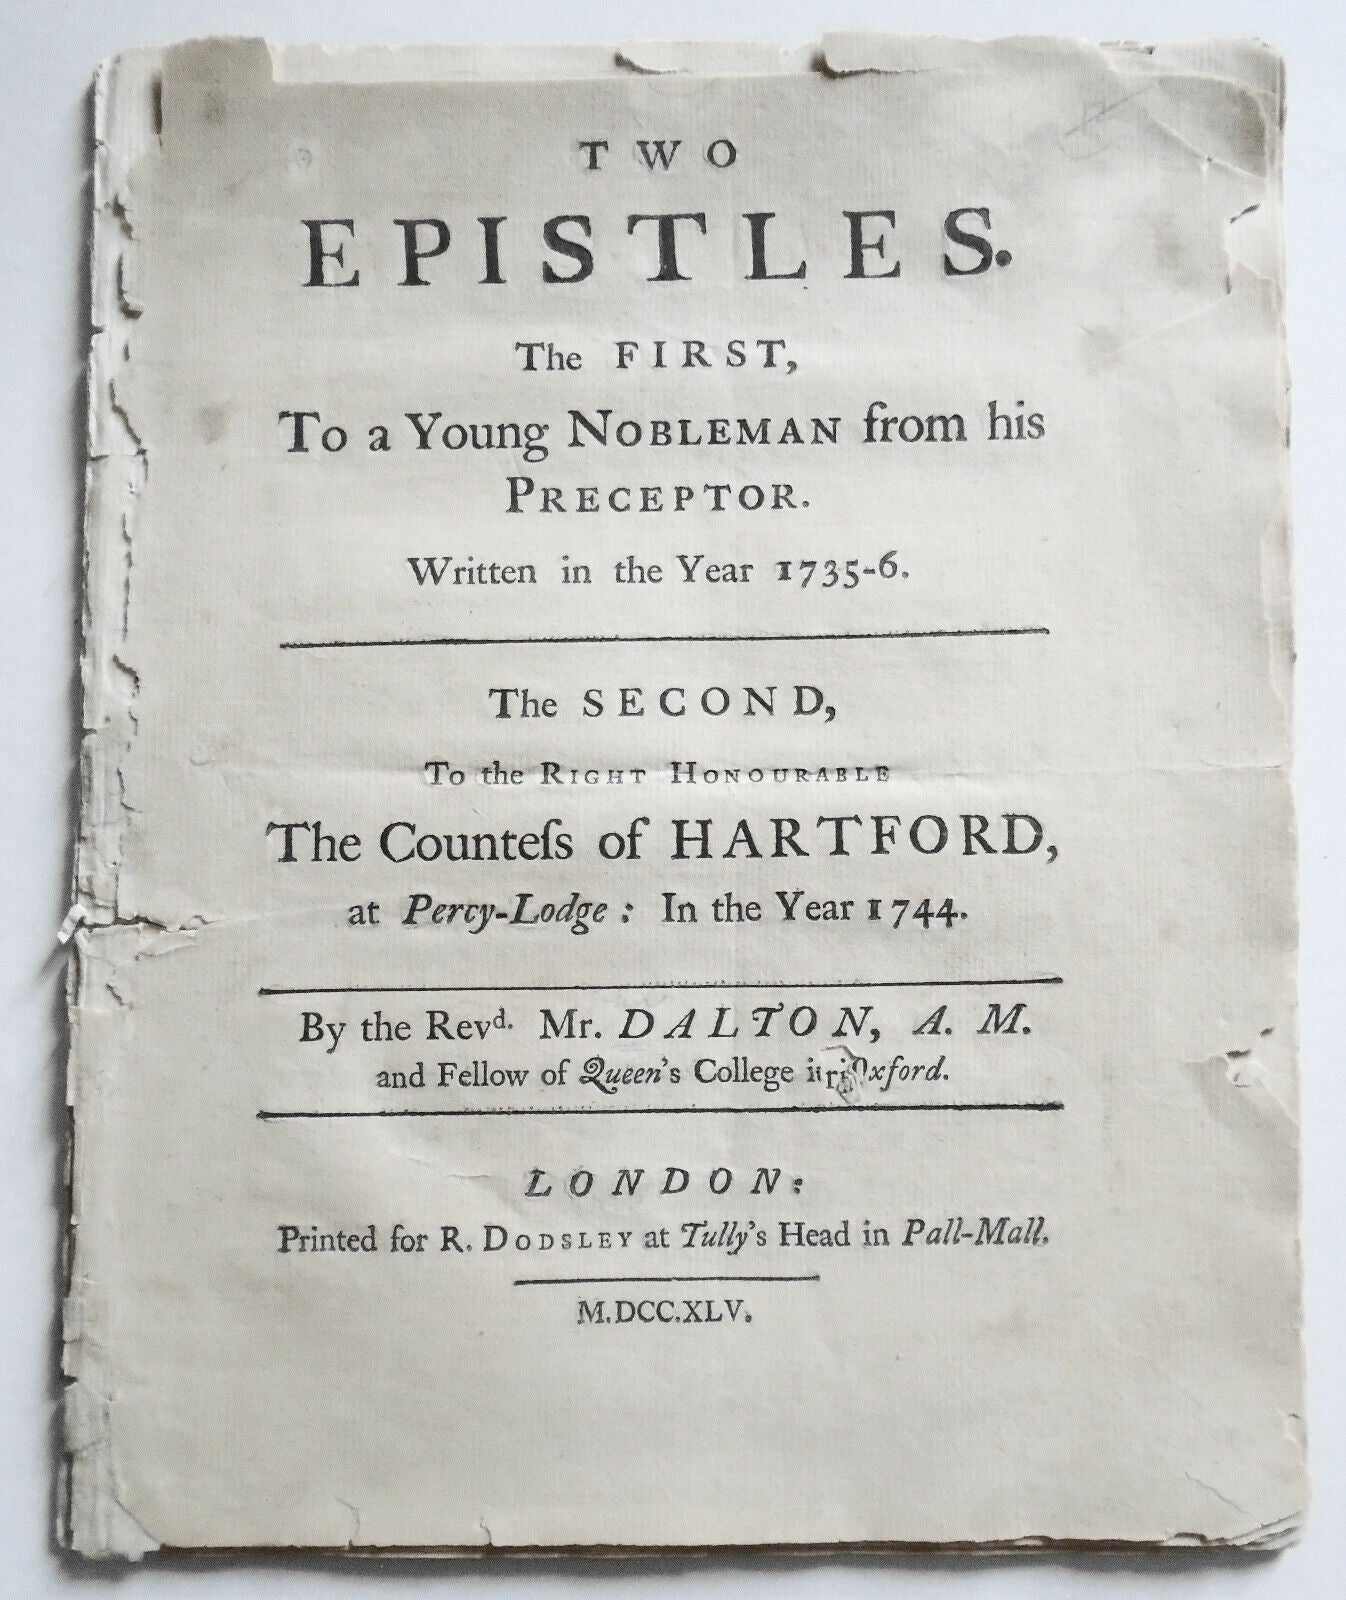 TWO
EPISTLES.
The FIRST,
To a Young NOBLEMAN from his
PRECEPTOR.
Written in the Year 1735-6.
The SECOND,
To the RIGHT HONOURABLE
The Counteſs of HARTFORD,
at Percy-Lodge: In the Year 1744.
By the Revd. Mr. DALTON, A. M.
and Fellow of Queen's College Oxford.
LONDON:
Printed for R. DODSLEY at Tully's Head in Pall-Mall.
M.DCC.XLV.